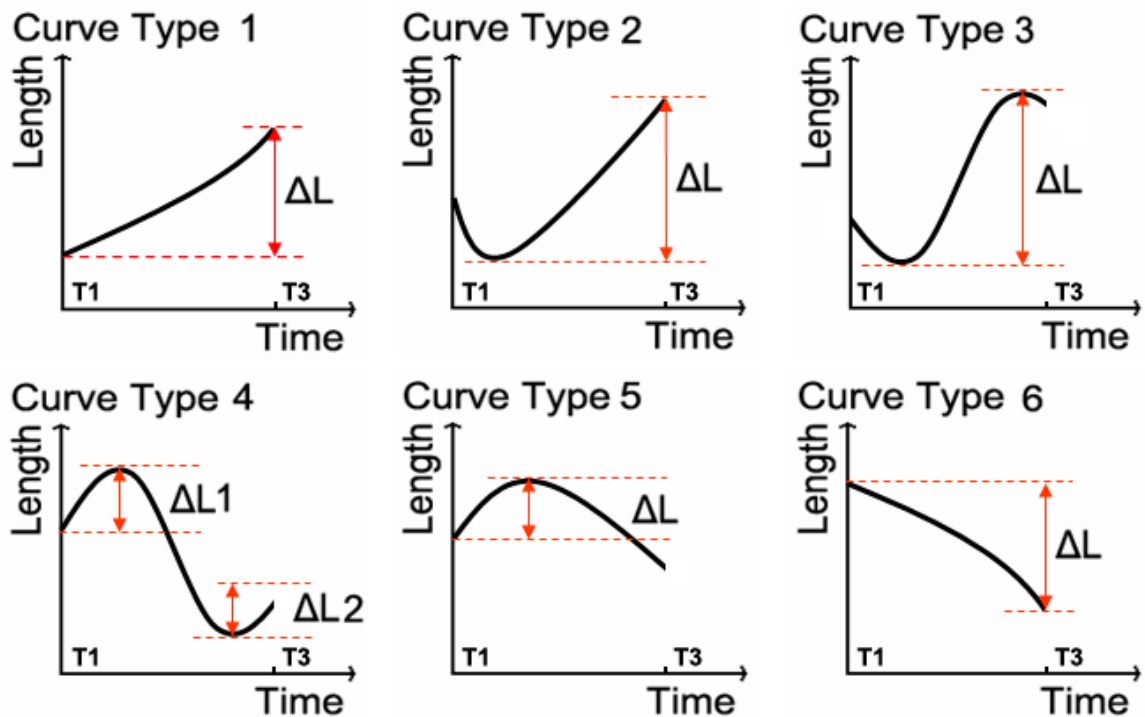 Curve Type 1
Length
ΔL
T1
T3
Time
Curve Type 2
Length
ΔL
T1
T3
Time
Curve Type 3
Length
ΔL
T1
T3
Time
Curve Type 4
Length
ΔL1
ΔL2
T1
T3
Time
Curve Type 5
Length
ΔL
T1
T3
Time
Curve Type 6
Length
ΔL
T1
T3
Time